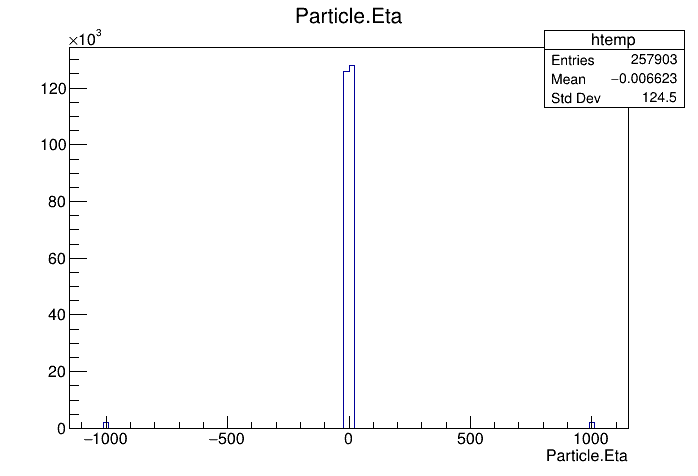 Particle.Eta
×10³
htemp
Entries 257903
Mean −0.006623
Std Dev 124.5
120
100
80
60
40
20
0
−1000 −500 0 500 1000
Particle.Eta